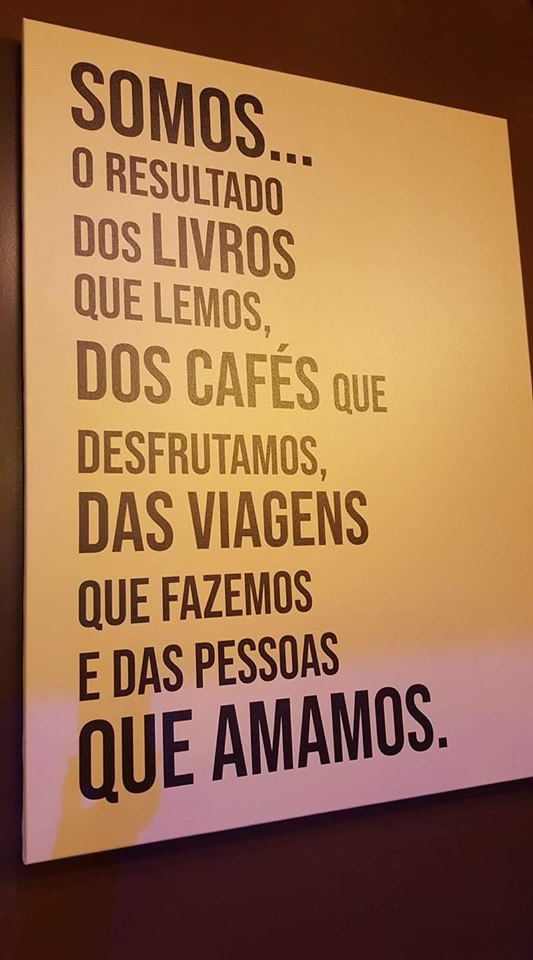 SOMOS...
O RESULTADO
DOS LIVROS
QUE LEMOS,
DOS CAFÉS QUE
DESFRUTAMOS,
DAS VIAGENS
QUE FAZEMOS
E DAS PESSOAS
QUE AMAMOS.